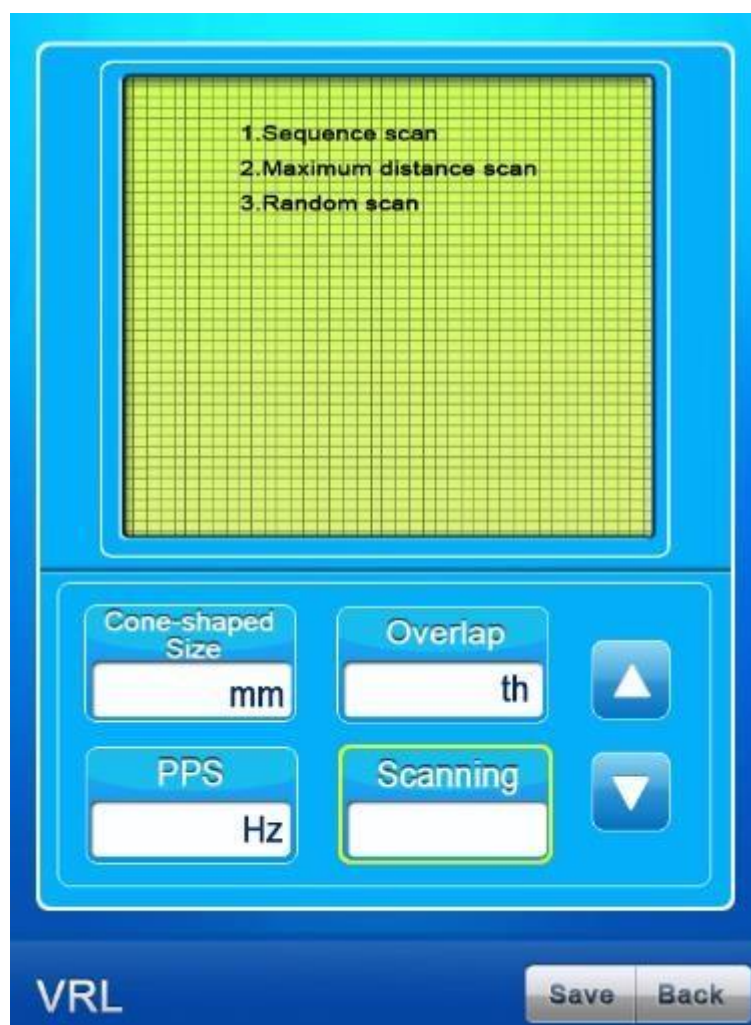 1.Sequence scan
2.Maximum distance scan
3.Random scan
Cone-shaped
Size
mm
Overlap
th
PPS
Hz
Scanning
VRL
Save
Back